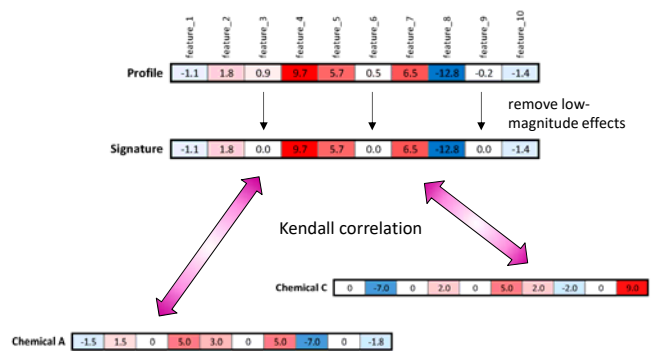 feature_1 feature_2 feature_3 feature_4 feature_5 feature_6 feature_7 feature_8 feature_9 feature_10
Profile -1.1 1.8 0.9 9.7 5.7 0.5 6.5 -12.8 -0.2 -1.4
remove low-
magnitude effects
Signature -1.1 1.8 0.0 9.7 5.7 0.0 6.5 -12.8 0.0 -1.4
Kendall correlation
Chemical C 0 -7.0 0 2.0 0 5.0 2.0 -2.0 0 9.0
Chemical A -1.5 1.5 0 5.0 3.0 0 5.0 -7.0 0 -1.8